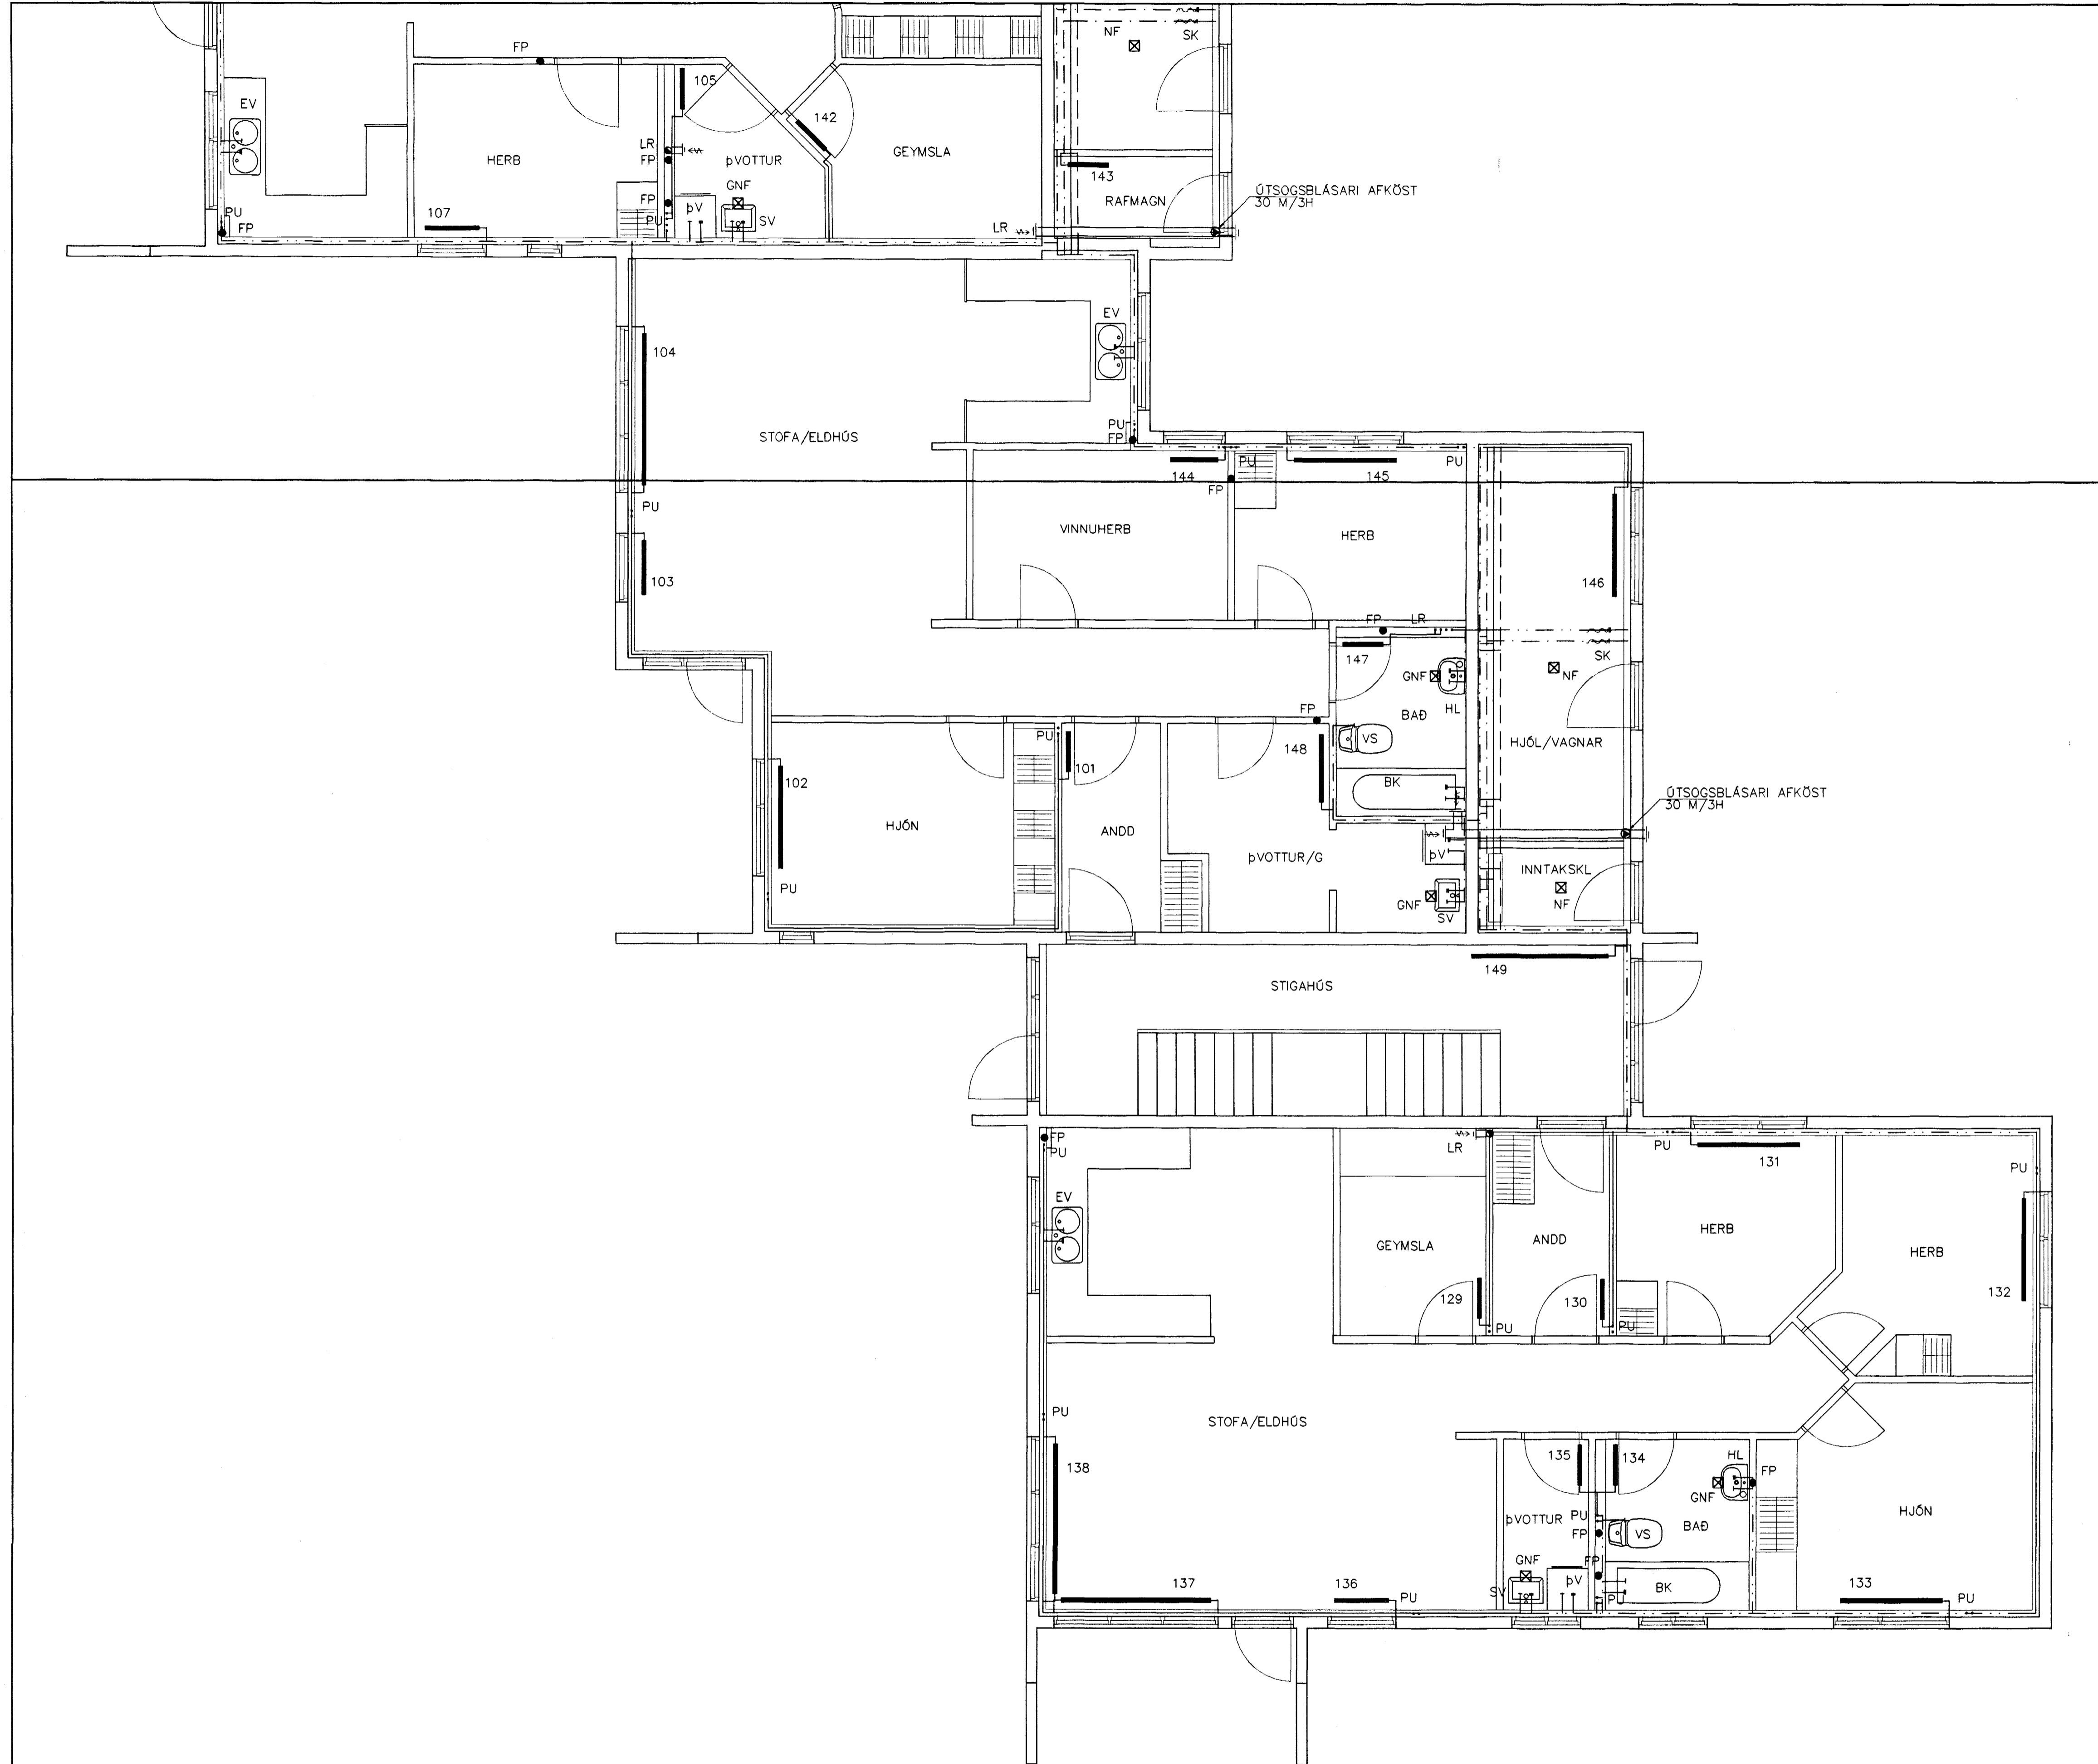 FP
NF
SK
EV
105
142
HERB
LR
FP
ÞVOTTUR
GEYMSLA
143
GNF
ÚTSOGSBLÁSARI AFKÖST
30 M/3H
RAFMAGN
PU
FP
107
FP
PU
ÞV
SV
LR
EV
104
STOFA/ELDHÚS
PU
FP
144
PU
145
PU
FP
PU
VINNUHERB
HERB
103
146
FP
LR
147
SK
GNF
NF
HL
FP
BAÐ
PU
148
VS
HJÓL/VAGNAR
101
102
BK
ÚTSOGSBLÁSARI AFKÖST
30 M/3H
HJÓN
ANDD
ÞVOTTUR/G
ÞV
INNTAKSKL
PU
GNF
SV
NF
149
STIGAHÚS
FP
PU
LR
PU
131
PU
EV
GEYMSLA
ANDD
HERB
HERB
129
130
132
PU
PU
PU
STOFA/ELDHÚS
138
135
134
HL
FP
GNF
ÞVOTTUR
PU
FP
VS
BAÐ
HJÓN
GNF
FP
SV
ÞV
BK
137
136
PU
133
PU